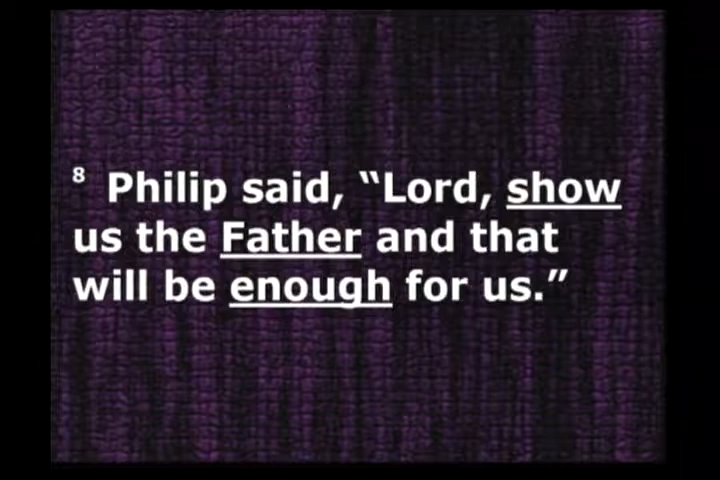 8 Philip said, “Lord, show
us the Father and that
will be enough for us.”